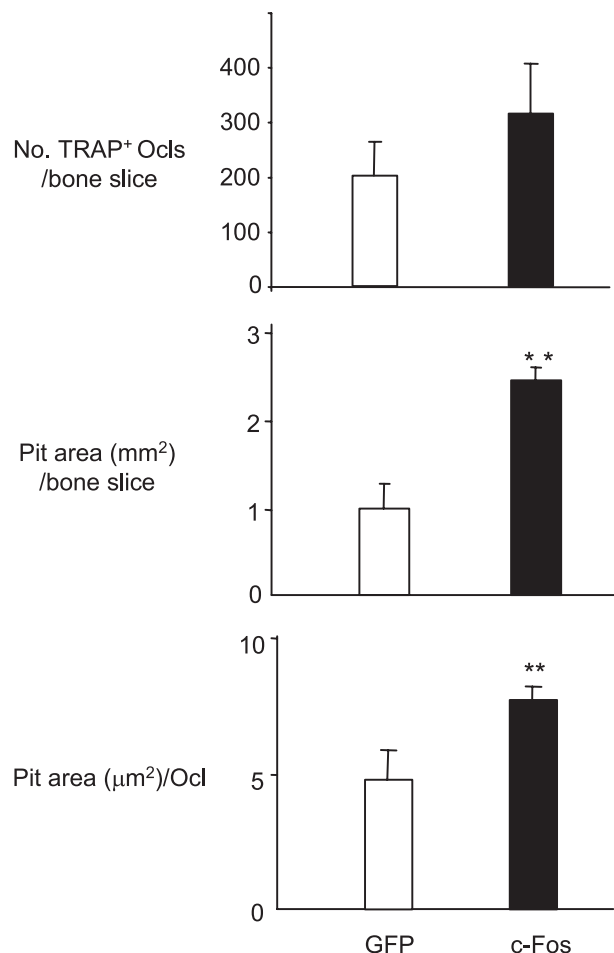 400
300
200
100
0
No. TRAP⁺ Ocls
/bone slice
3
2
1
0
* *
Pit area (mm²)
/bone slice
10
5
0
**
Pit area (μm²)/Ocl
GFP c-Fos